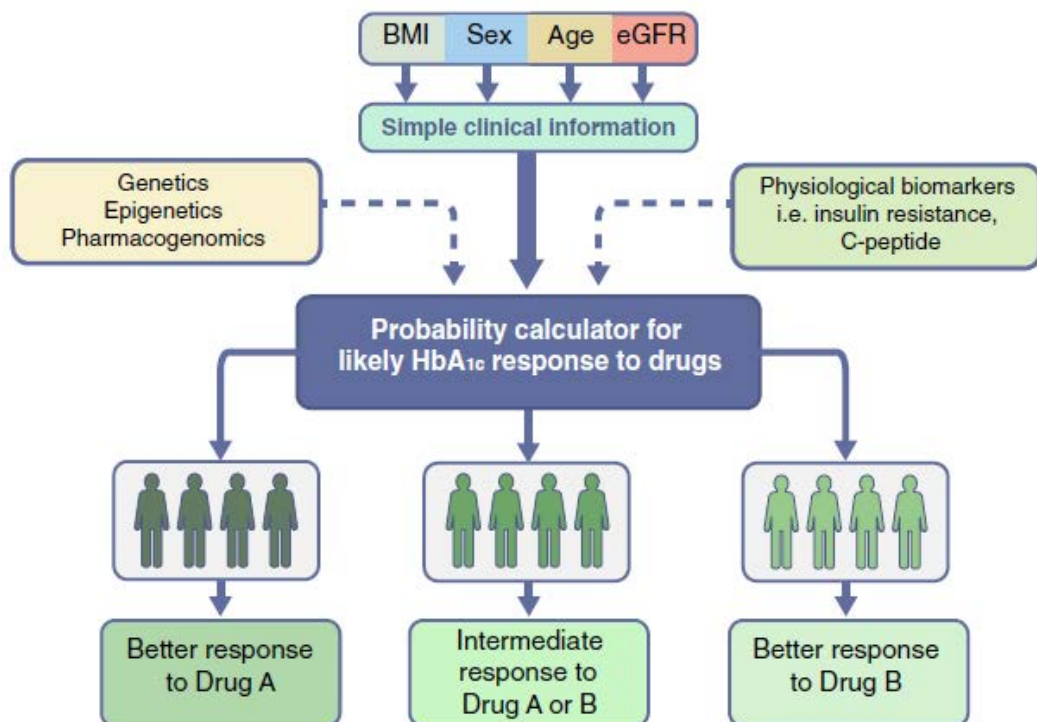 BMI Sex Age eGFR
Simple clinical information
Genetics
Epigenetics
Pharmacogenomics
Physiological biomarkers
i.e. insulin resistance,
C-peptide
Probability calculator for
likely HbA1c response to drugs
Better response
to Drug A
Intermediate
response to
Drug A or B
Better response
to Drug B